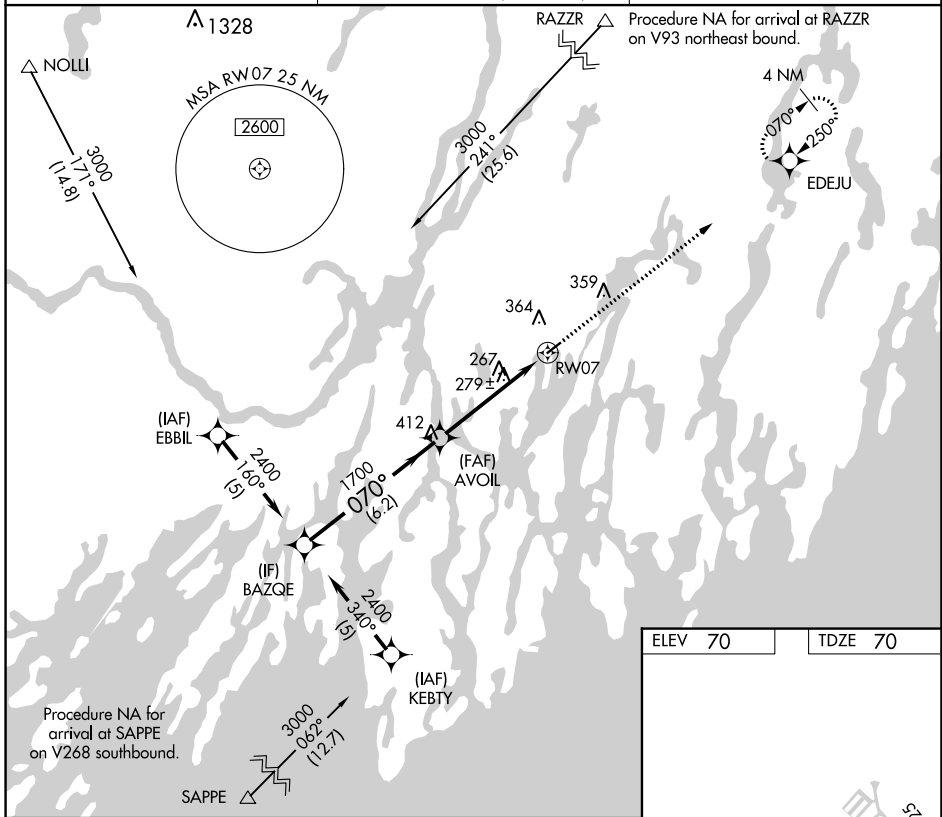 1328
RAZZR
Procedure NA for arrival at RAZZR
on V93 northeast bound.
NOLLI
MSA RW07 25 NM
2600
4 NM
070°
250°
EDEJU
3000
171°
(14.8)
3000
241°
(25.6)
359
364
RW07
267
279±
412
(IAF)
EBBIL
(FAF)
AVOIL
2400
160°
(5)
1700
070°
(6.2)
(IF)
BAZQE
2400
340°
(5)
(IAF)
KEBTY
ELEV 70
TDZE 70
Procedure NA for
arrival at SAPPE
on V268 southbound.
3000
062°
(12.7)
SAPPE
25